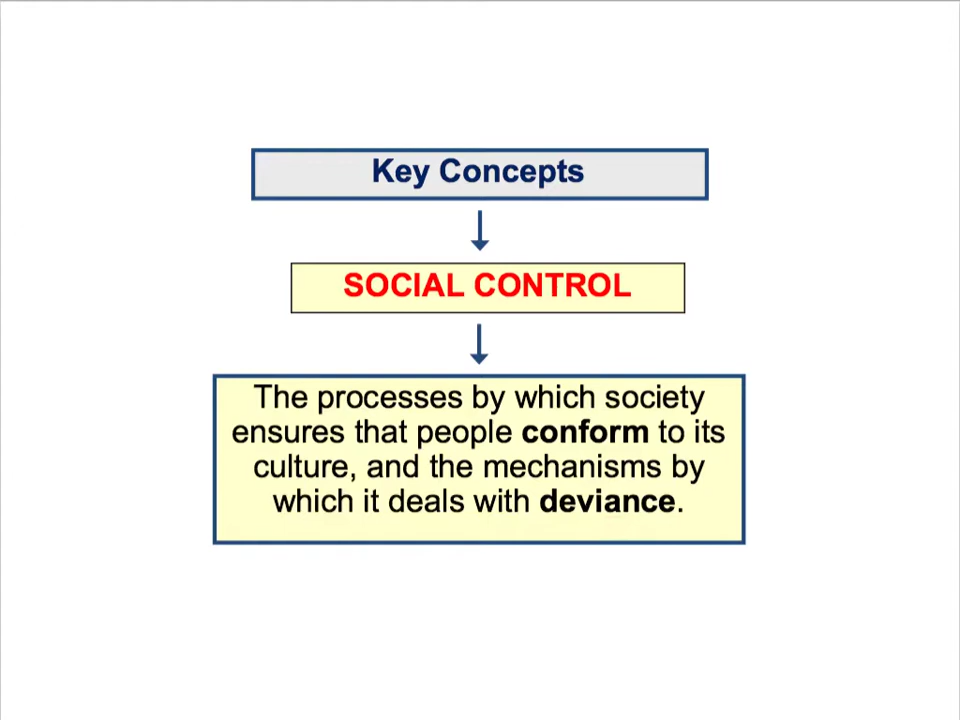 Key Concepts
SOCIAL CONTROL
The processes by which society
ensures that people conform to its
culture, and the mechanisms by
which it deals with deviance.